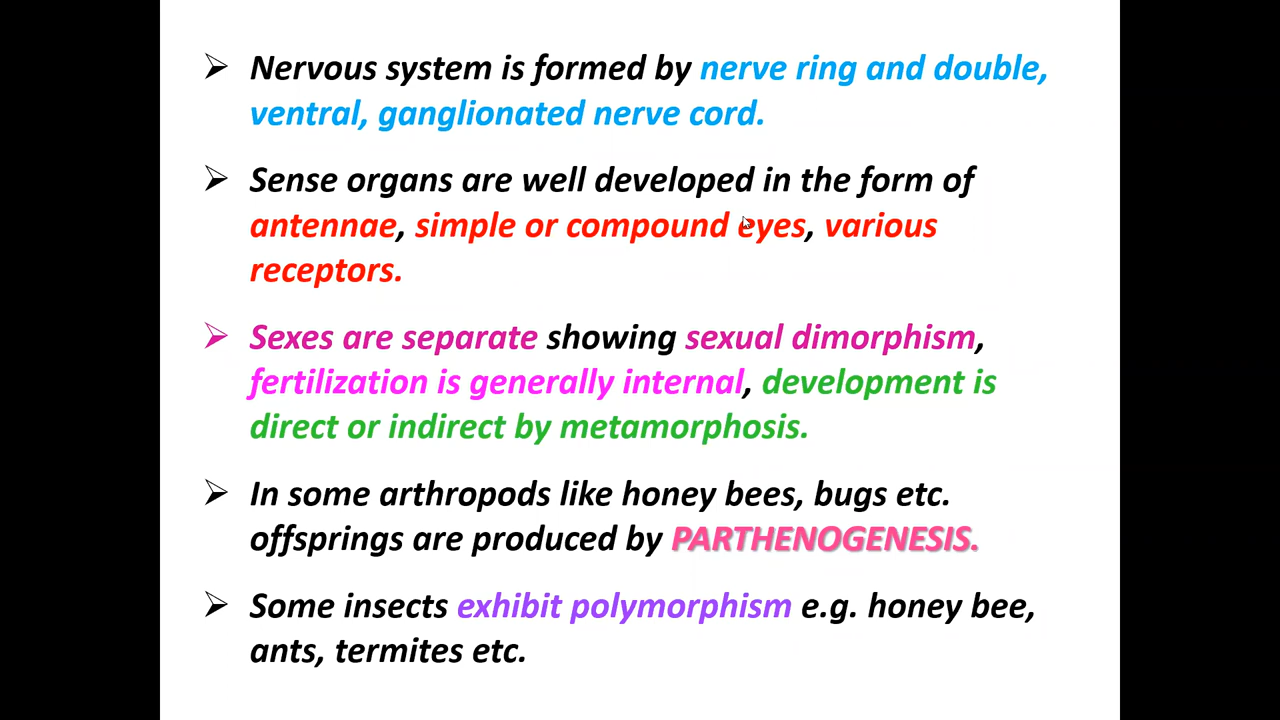 ➢ Nervous system is formed by nerve ring and double,
ventral, ganglionated nerve cord.
➢ Sense organs are well developed in the form of
antennae, simple or compound eyes, various
receptors.
➢ Sexes are separate showing sexual dimorphism,
fertilization is generally internal, development is
direct or indirect by metamorphosis.
➢ In some arthropods like honey bees, bugs etc.
offsprings are produced by PARTHENOGENESIS.
➢ Some insects exhibit polymorphism e.g. honey bee,
ants, termites etc.